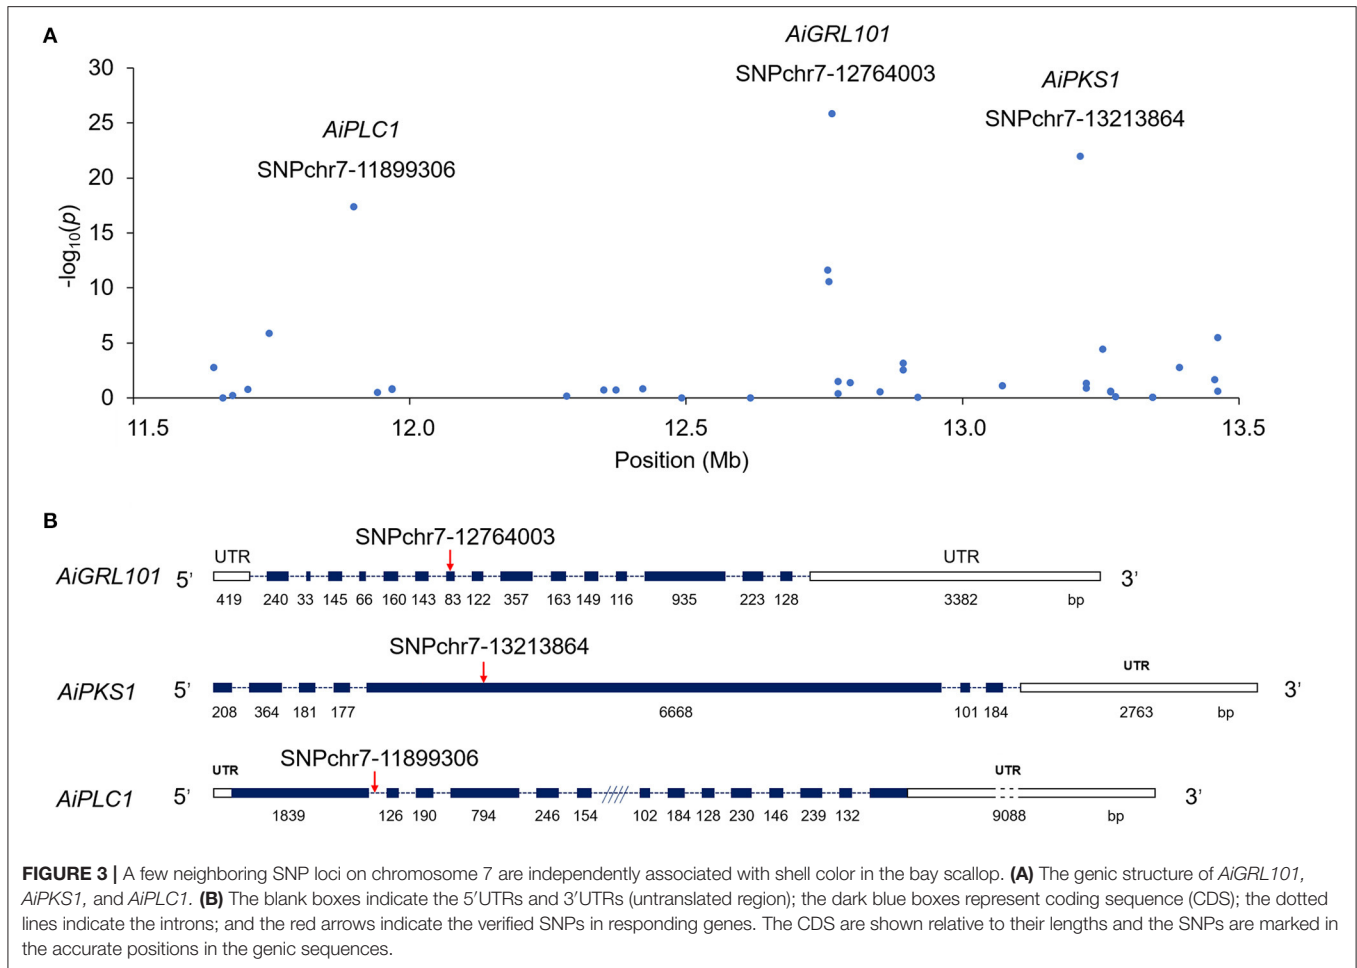 A
AiGRL101
SNPchr7-12764003
AiPKS1
SNPchr7-13213864
AiPLC1
SNPchr7-11899306
30
25
20
15
10
5
0
-log10(p)
11.5 12.0 12.5 13.0 13.5
Position (Mb)
B
SNPchr7-12764003
UTR UTR
AiGRL101 5’ 3’
419 240 33 145 66 160 143 83 122 357 163 149 116 935 223 128 3382 bp
SNPchr7-13213864
UTR
AiPKS1 5’ 3’
208 364 181 177 6668 101 184 2763 bp
SNPchr7-11899306
UTR UTR
AiPLC1 5’ 3’
1839 126 190 794 246 154 102 184 128 230 146 239 132 9088 bp
FIGURE 3 | A few neighboring SNP loci on chromosome 7 are independently associated with shell color in the bay scallop. (A) The genic structure of AiGRL101,
AiPKS1, and AiPLC1. (B) The blank boxes indicate the 5′UTRs and 3′UTRs (untranslated region); the dark blue boxes represent coding sequence (CDS); the dotted
lines indicate the introns; and the red arrows indicate the verified SNPs in responding genes. The CDS are shown relative to their lengths and the SNPs are marked in
the accurate positions in the genic sequences.